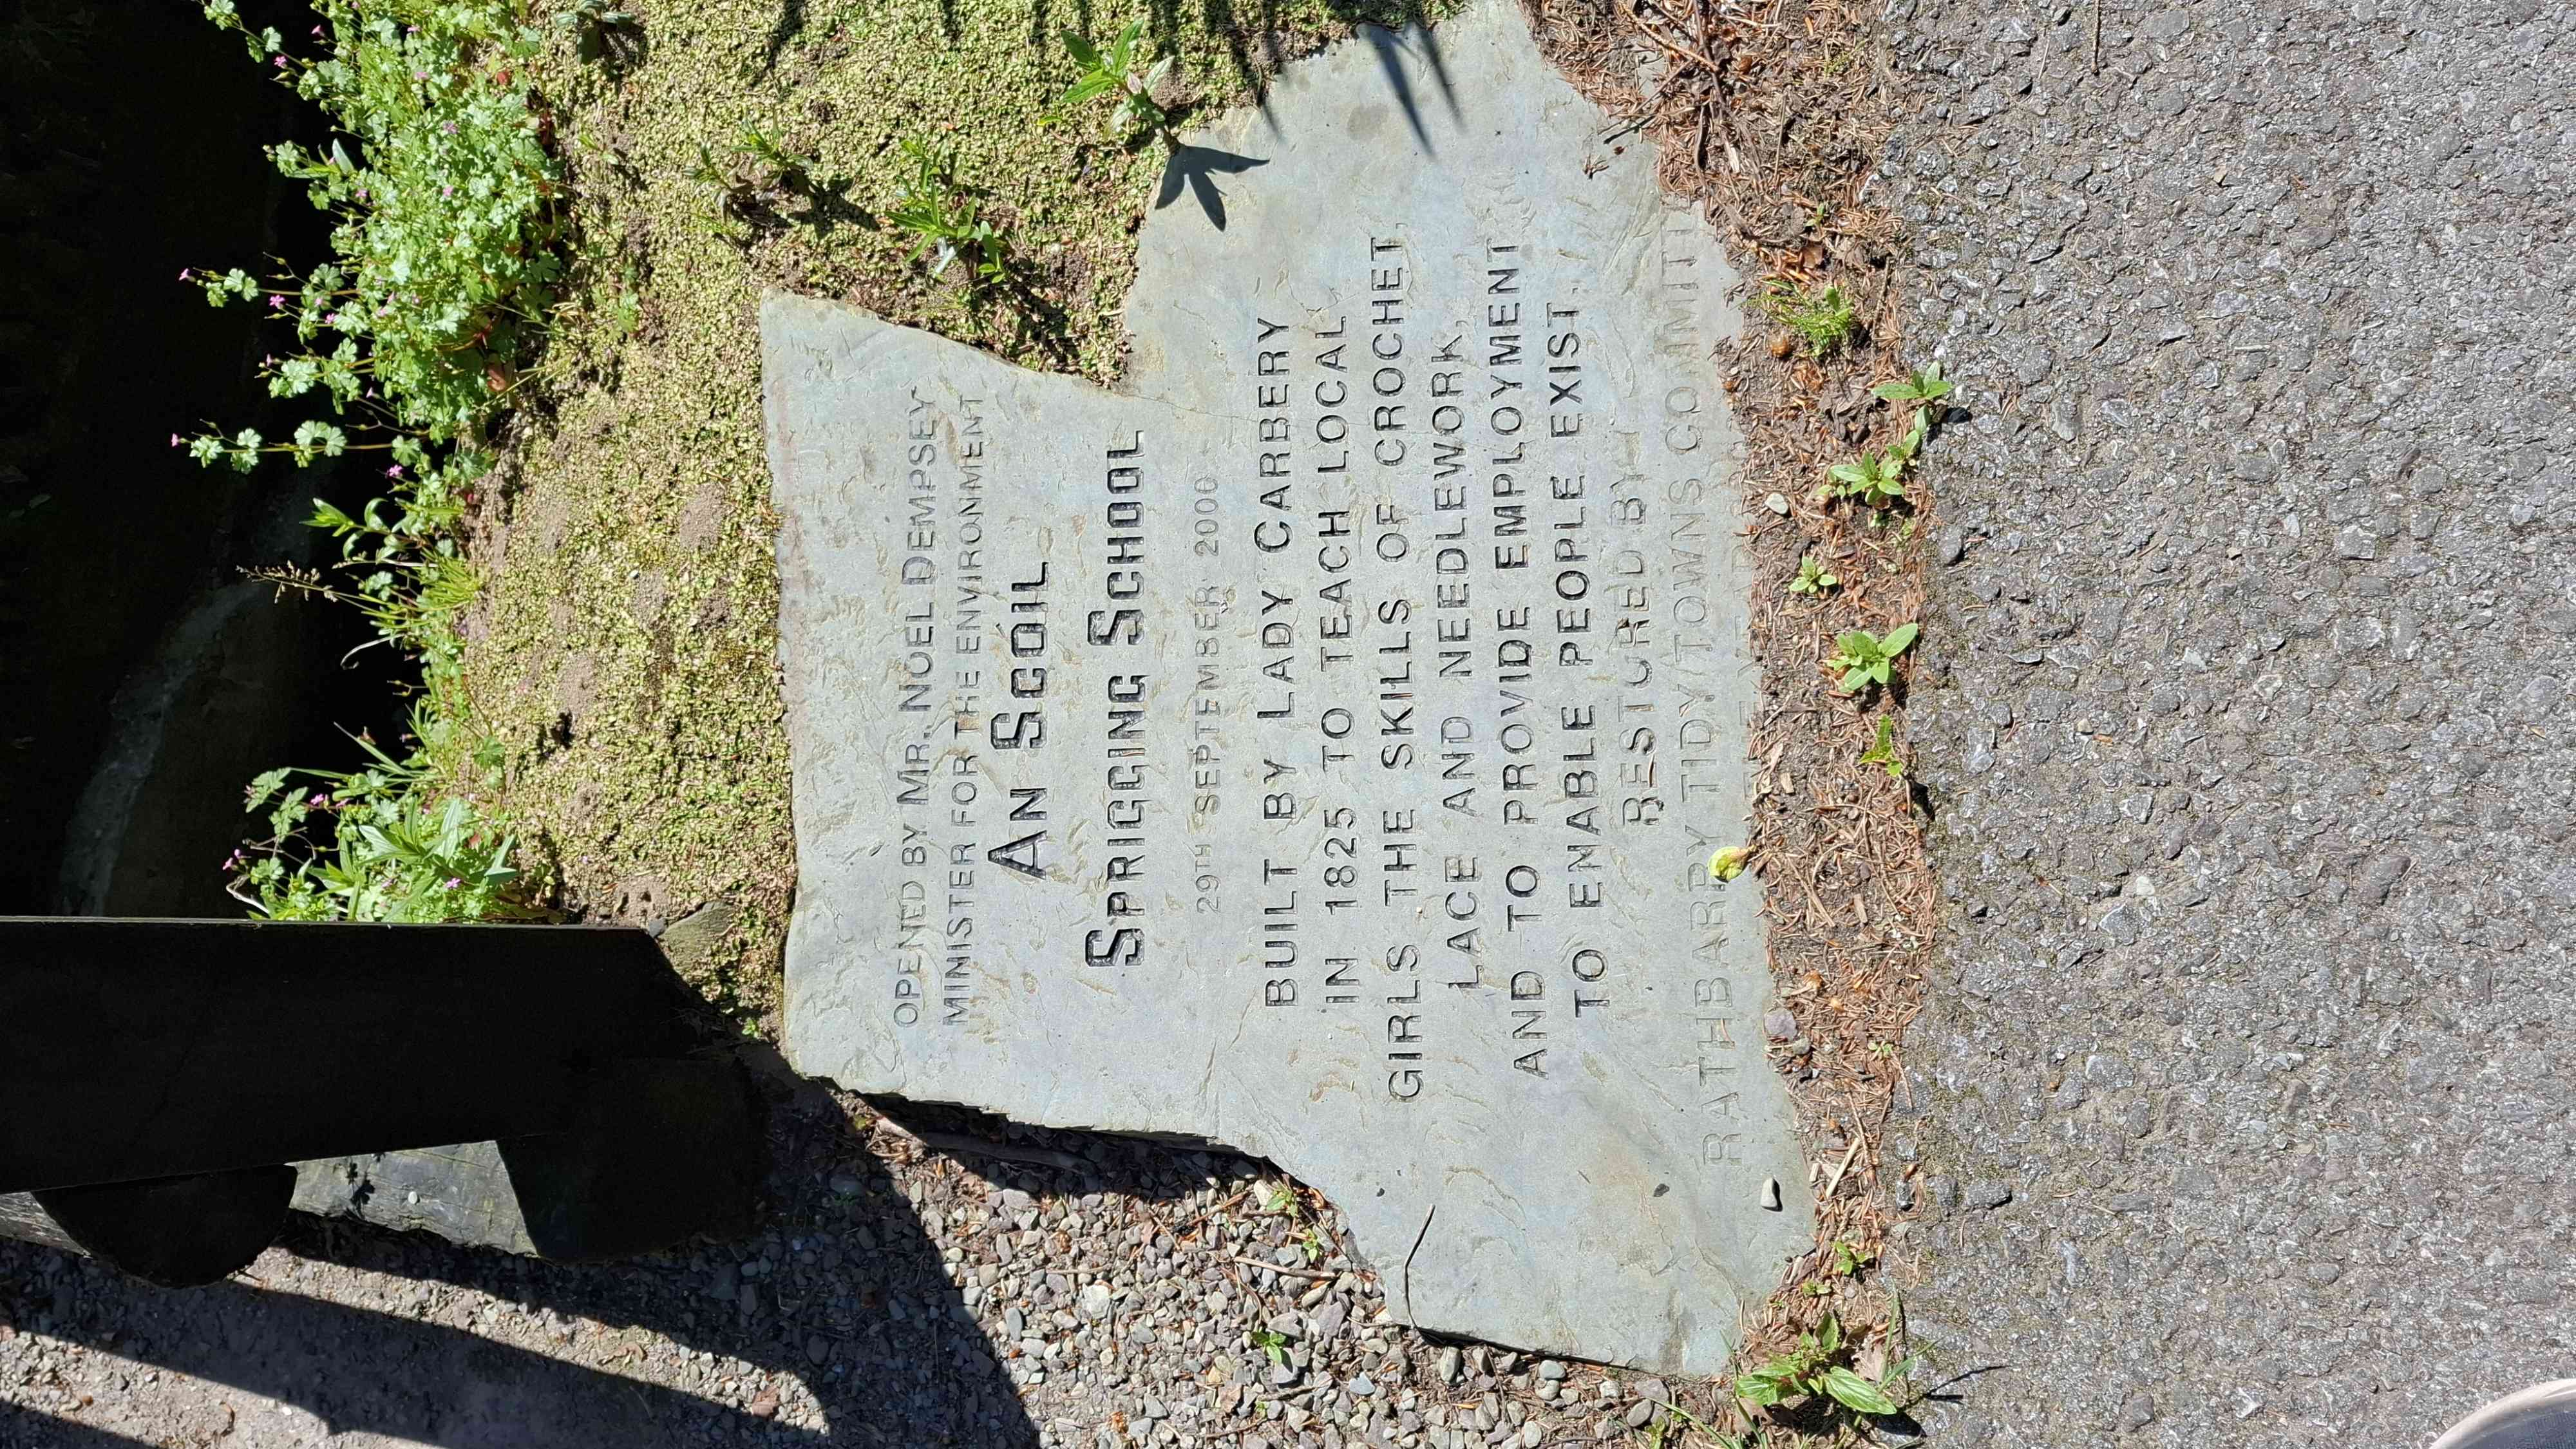 OPENED BY MR. NOEL DEMPSEY
MINISTER FOR THE ENVIRONMENT
AN SCOIL
SPRIGGING SCHOOL
29TH SEPTEMBER 2000
BUILT BY LADY CARBERY
IN 1825 TO TEACH LOCAL
GIRLS THE SKILLS OF CROCHET,
LACE AND NEEDLEWORK,
AND TO PROVIDE EMPLOYMENT
TO ENABLE PEOPLE EXIST.
RESTORED BY
RATHBARRY TIDY TOWNS